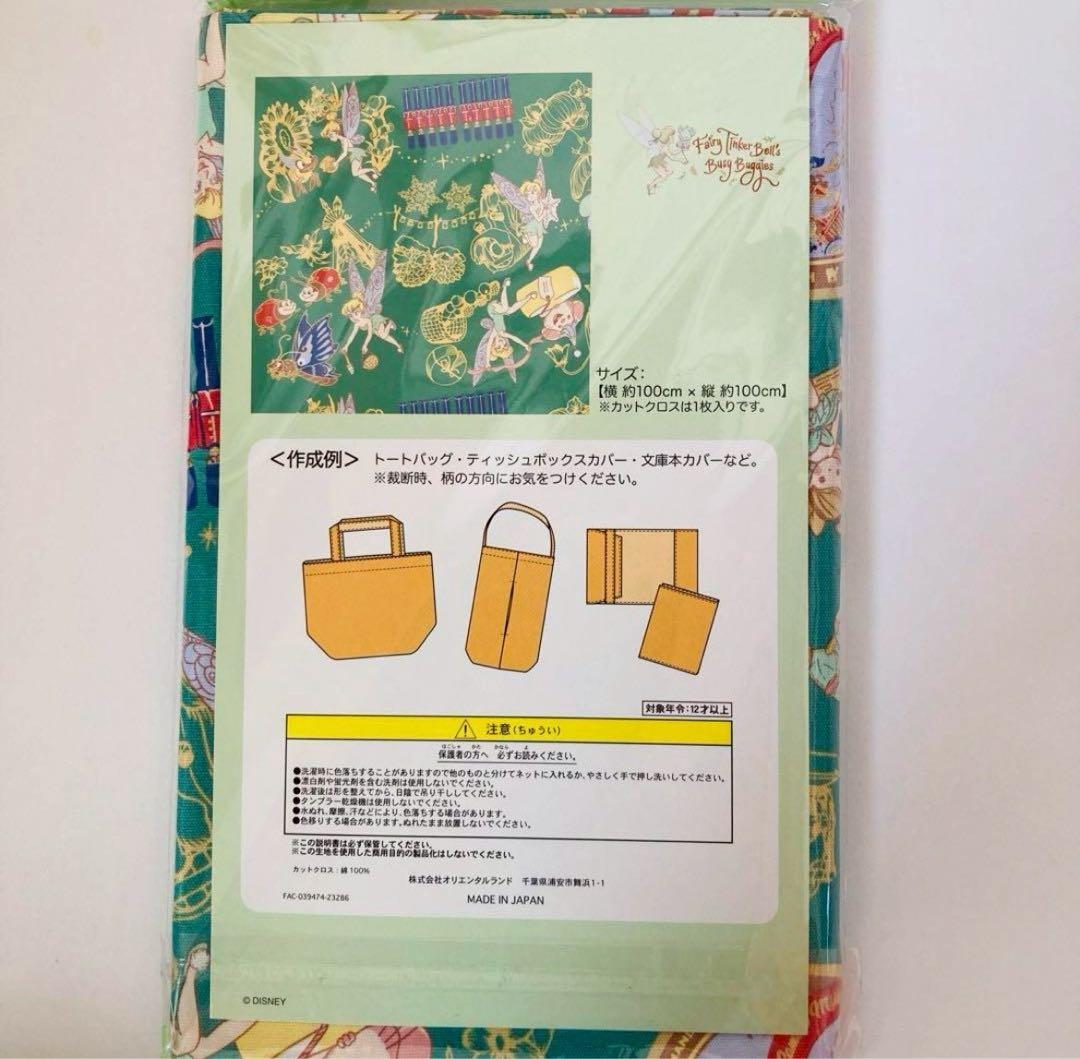 Fairy Tinker Bell's
Busy Buggies
サイズ：
【横 約100cm × 縦 約100cm】
※カットクロスは1枚入りです。
＜作成例＞ トートバッグ・ティッシュボックスカバー・文庫本カバーなど。
※裁断時、柄の方向にお気をつけください。
対象年令：12才以上
注意(ちゅうい)
ほごしゃ かた かなら よ
保護者の方へ 必ずお読みください。
●洗濯時に色落ちすることがありますので他のものと分けてネットに入れるか、やさしく手で押し洗いしてください。
●漂白剤や蛍光剤を含む洗剤は使用しないでください。
●洗濯後は形を整えてから、日陰で吊り干ししてください。
●タンブラー乾燥機は使用しないでください。
●水ぬれ、摩擦、汗などにより、色落ちする場合があります。
●色移りする場合があります。ぬれたまま放置しないでください。
※この説明書は必ず保管してください。
※この生地を使用した商用目的の製品化はしないでください。
カットクロス：綿 100%
株式会社オリエンタルランド 千葉県浦安市舞浜1-1
FAC-039474-23286
MADE IN JAPAN
© DISNEY